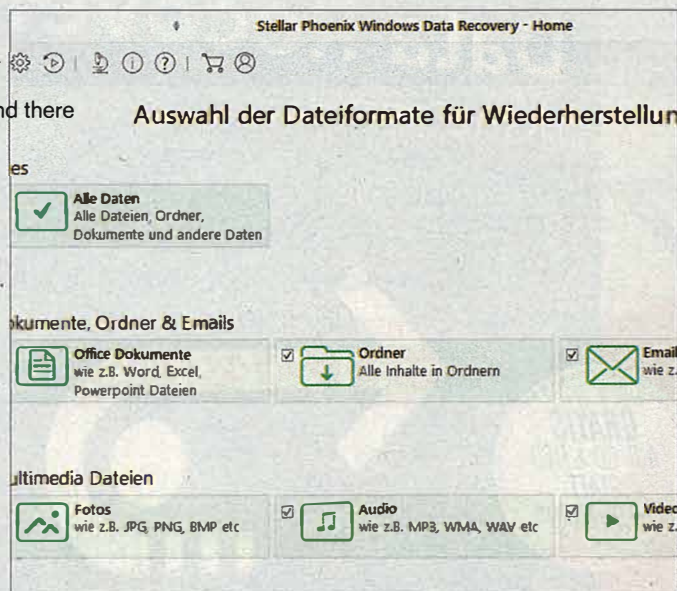 Stellar Phoenix Windows Data Recovery - Home
nd there
Auswahl der Dateiformate für Wiederherstellun
es
Alle Daten
Alle Dateien, Ordner,
Dokumente und andere Daten
kumente, Ordner & Emails
Office Dokumente
wie z.B. Word, Excel,
Powerpoint Dateien
Ordner
Alle Inhalte in Ordnern
Email
wie z.
ultimedia Dateien
Fotos
wie z.B. JPG, PNG, BMP etc
Audio
wie z.B. MP3, WMA, WAV etc
Video
wie z.